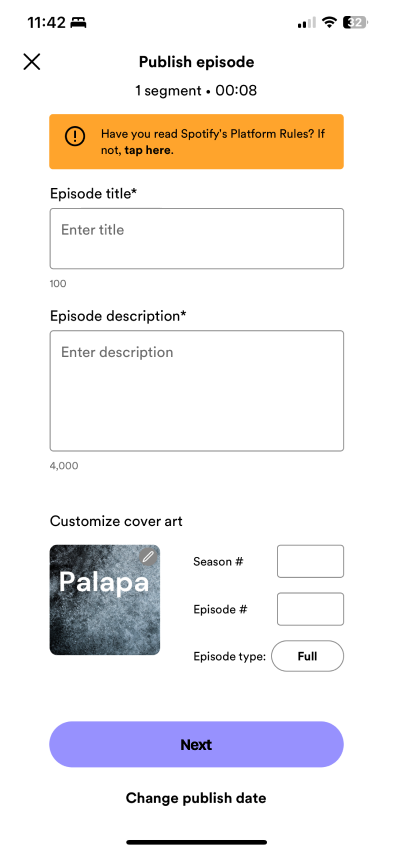 11:42
32
Publish episode
1 segment • 00:08
Have you read Spotify's Platform Rules? If
not, tap here.
Episode title*
Enter title
100
Episode description*
Enter description
4,000
Customize cover art
Palapa
Season #
Episode #
Episode type:
Full
Next
Change publish date